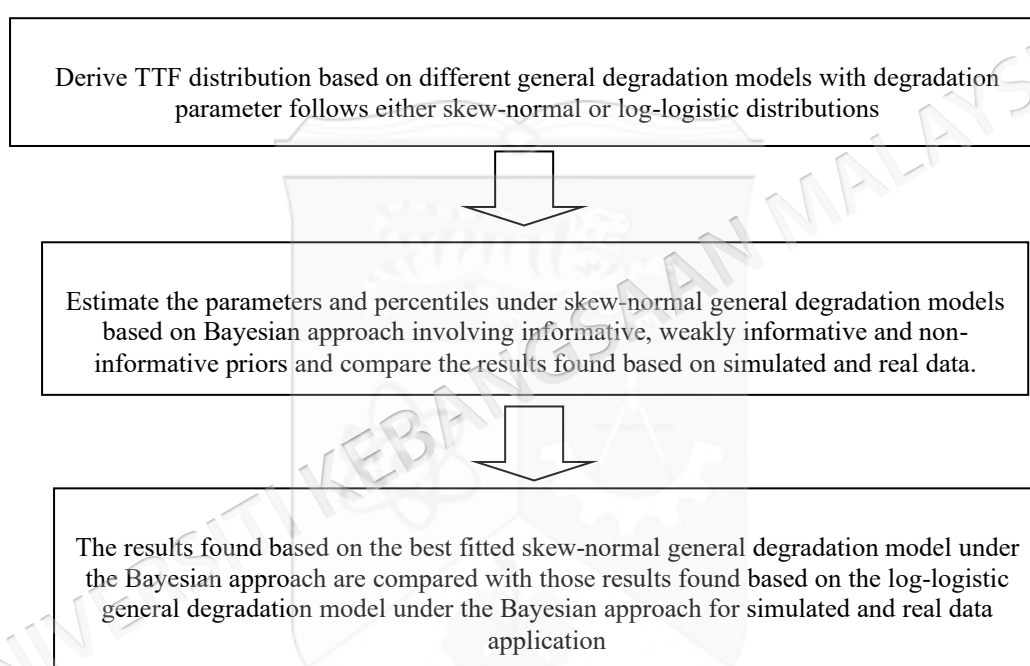 Derive TTF distribution based on different general degradation models with degradation
parameter follows either skew-normal or log-logistic distributions
Estimate the parameters and percentiles under skew-normal general degradation models
based on Bayesian approach involving informative, weakly informative and non-
informative priors and compare the results found based on simulated and real data.
The results found based on the best fitted skew-normal general degradation model under
the Bayesian approach are compared with those results found based on the log-logistic
general degradation model under the Bayesian approach for simulated and real data
application
UNIVERSITI KEBANGSAAN MALAYS